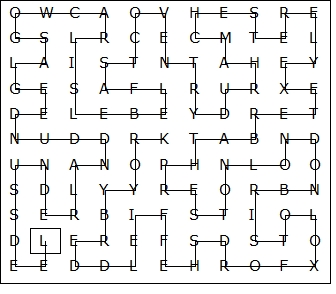 O W C A O V H E S R E
G S L R C E C M T E L
L A I S T N T A H E Y
G E S A F L R U R X E
D E L E B E Y D R E T
N U D D R K T A B N D
U N A N O P H N L O O
S D L Y Y R E O R B N
S E R B I F S T I O L
D L E R E F S D S T O
E E D D L E H R O F X